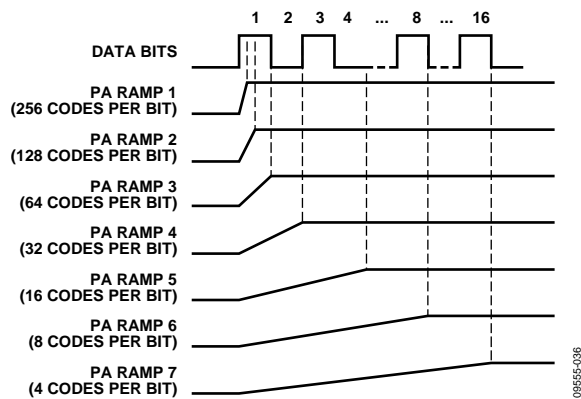 1 2 3 4 ... 8 ... 16
DATA BITS
PA RAMP 1
(256 CODES PER BIT)
PA RAMP 2
(128 CODES PER BIT)
PA RAMP 3
(64 CODES PER BIT)
PA RAMP 4
(32 CODES PER BIT)
PA RAMP 5
(16 CODES PER BIT)
PA RAMP 6
(8 CODES PER BIT)
PA RAMP 7
(4 CODES PER BIT)
09555-036